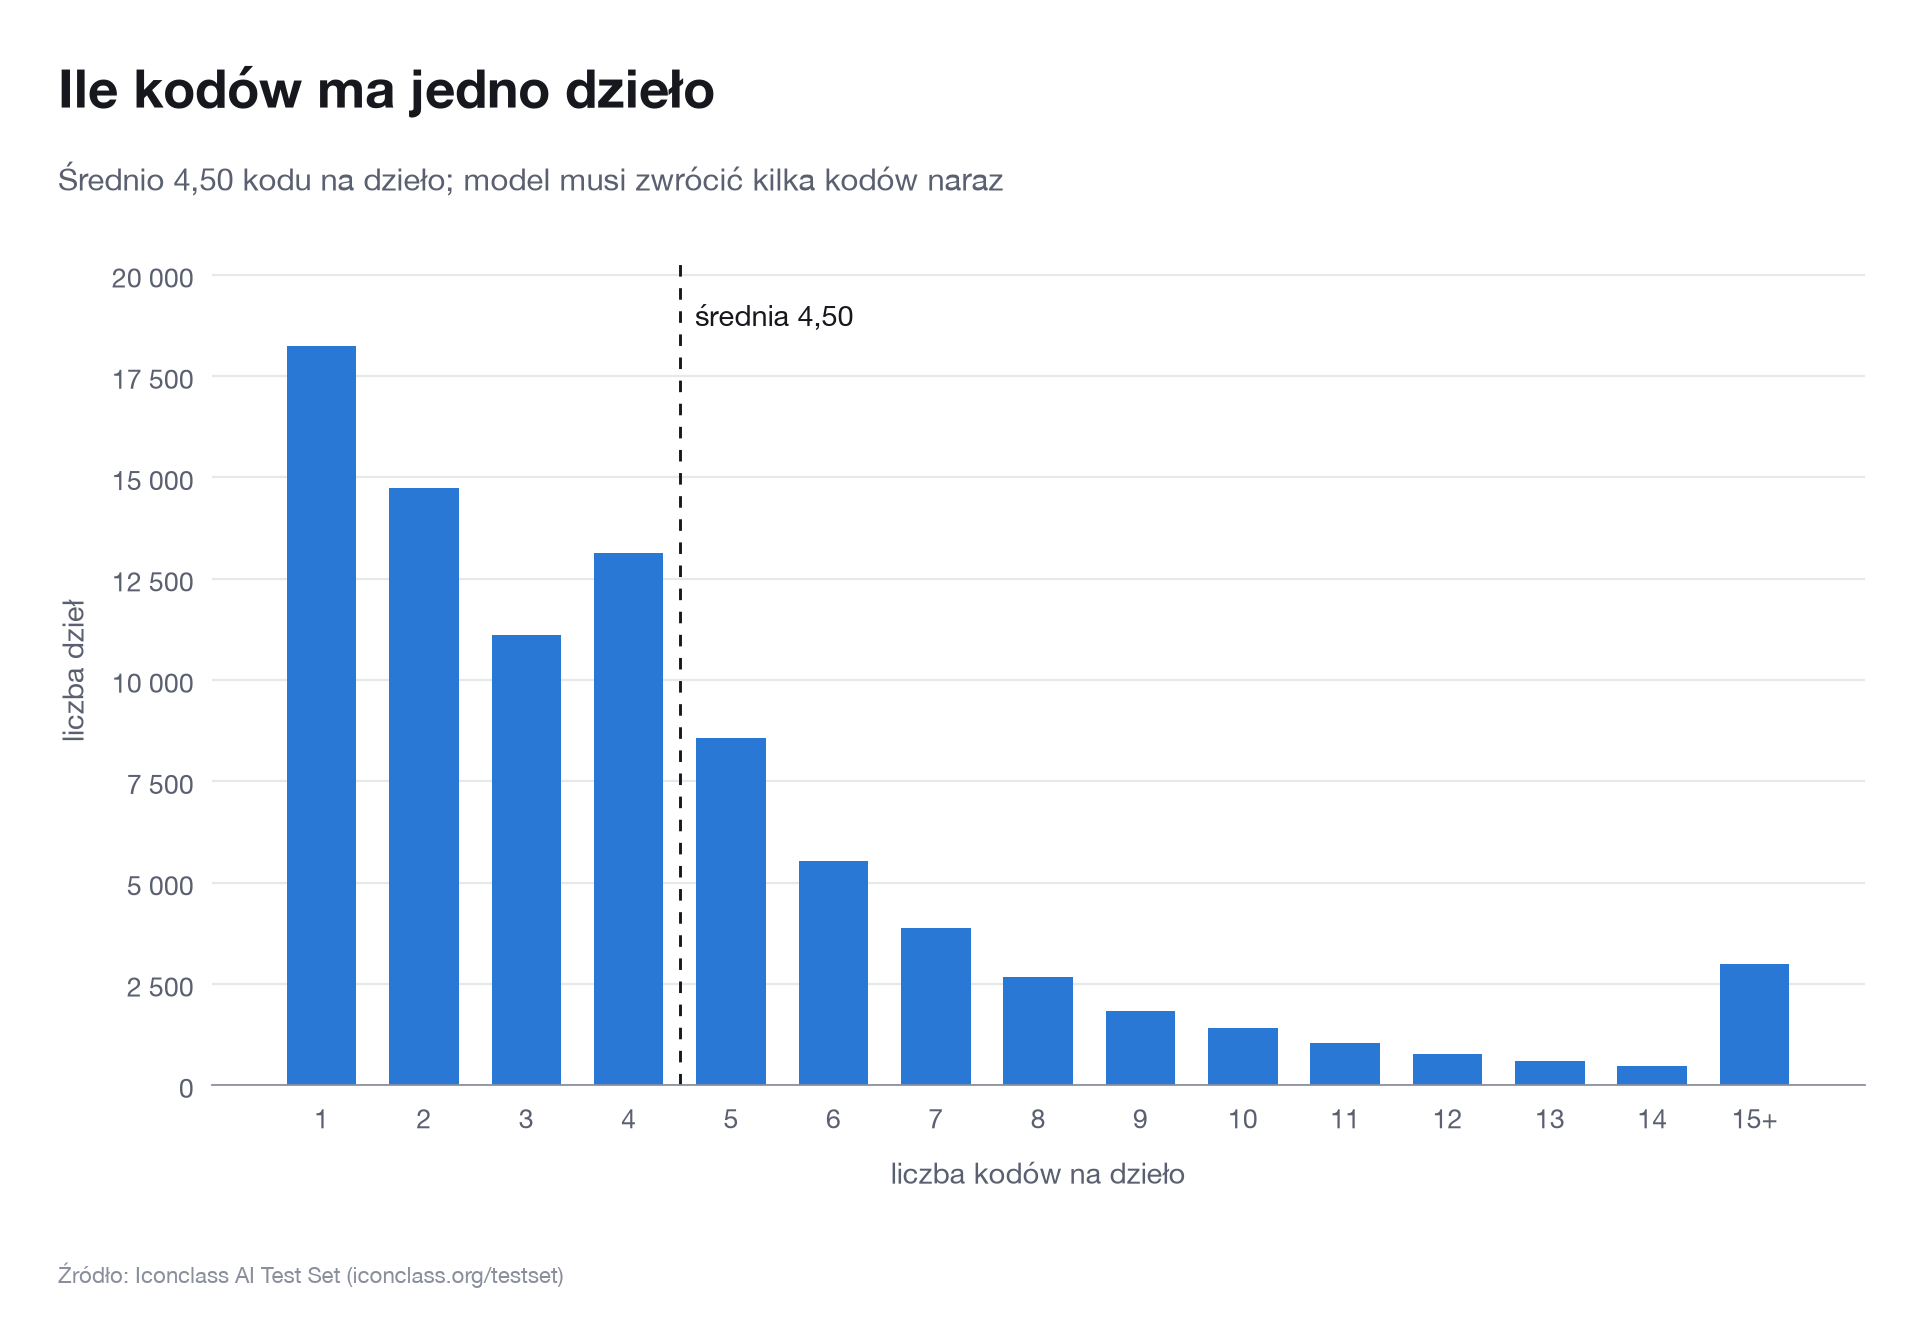 Ile kodów ma jedno dzieło
Średnio 4,50 kodu na dzieło; model musi zwrócić kilka kodów naraz
20 000
średnia 4,50
17 500
15 000
12 500
10 000
7 500
5 000
2 500
0
liczba dzieł
1 2 3 4 5 6 7 8 9 10 11 12 13 14 15+
liczba kodów na dzieło
Źródło: Iconclass AI Test Set (iconclass.org/testset)